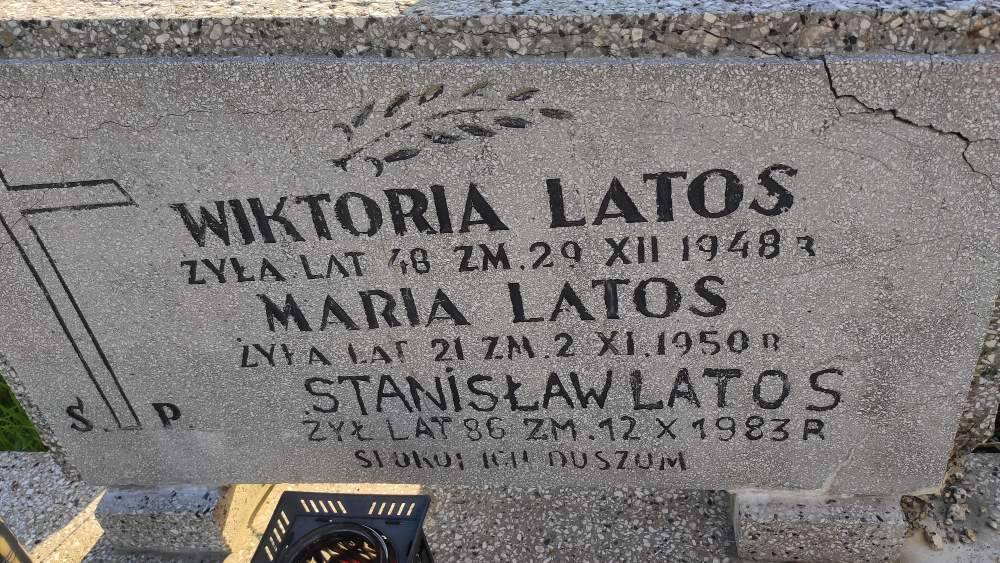 WIKTORIA LATOS
ŻYŁA LAT 48 ZM. 29 XII 1948 R
MARIA LATOS
ŻYŁA LAT 21 ZM. 2 XI. 1950 R
STANISŁAW LATOS
ŻYŁ LAT 86 ZM. 12 X 1983 R
Ś. P.
SPOKÓJ ICH DUSZOM